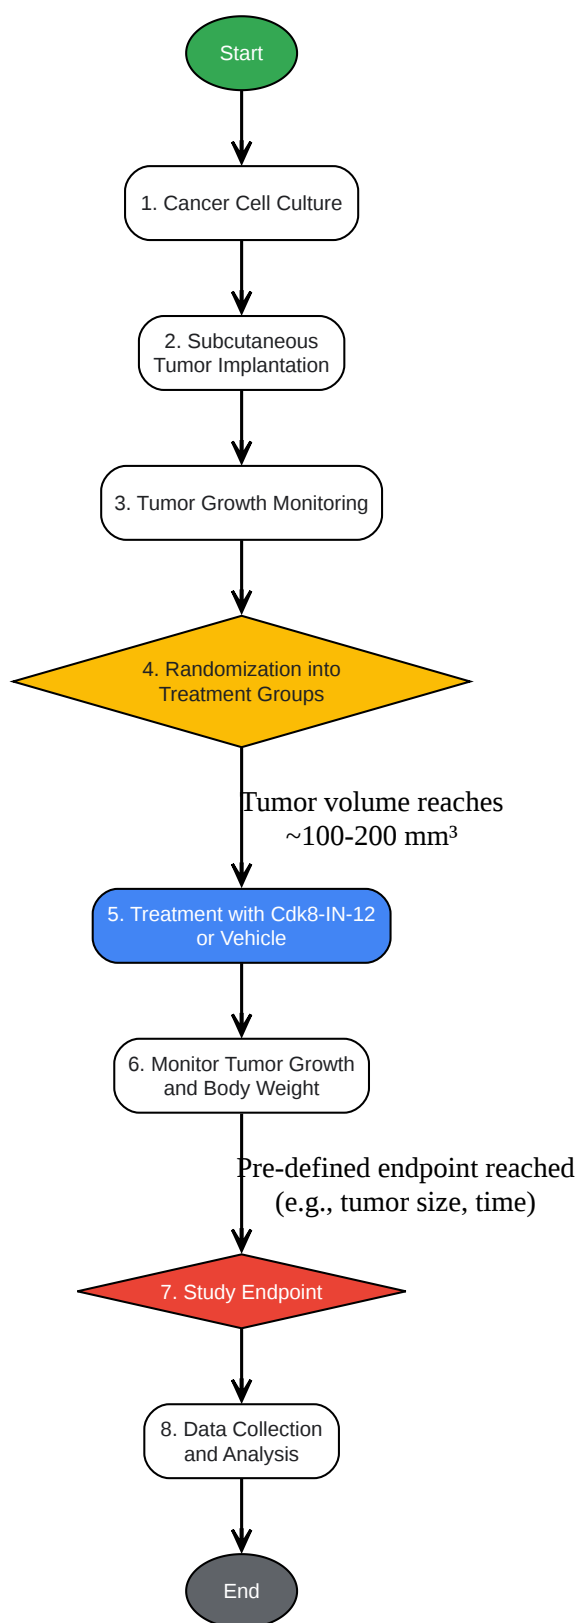 Start
1. Cancer Cell Culture
2. Subcutaneous
Tumor Implantation
3. Tumor Growth Monitoring
4. Randomization into
Treatment Groups
Tumor volume reaches
~100-200 mm³
5. Treatment with Cdk8-IN-12
or Vehicle
6. Monitor Tumor Growth
and Body Weight
Pre-defined endpoint reached
(e.g., tumor size, time)
7. Study Endpoint
8. Data Collection
and Analysis
End